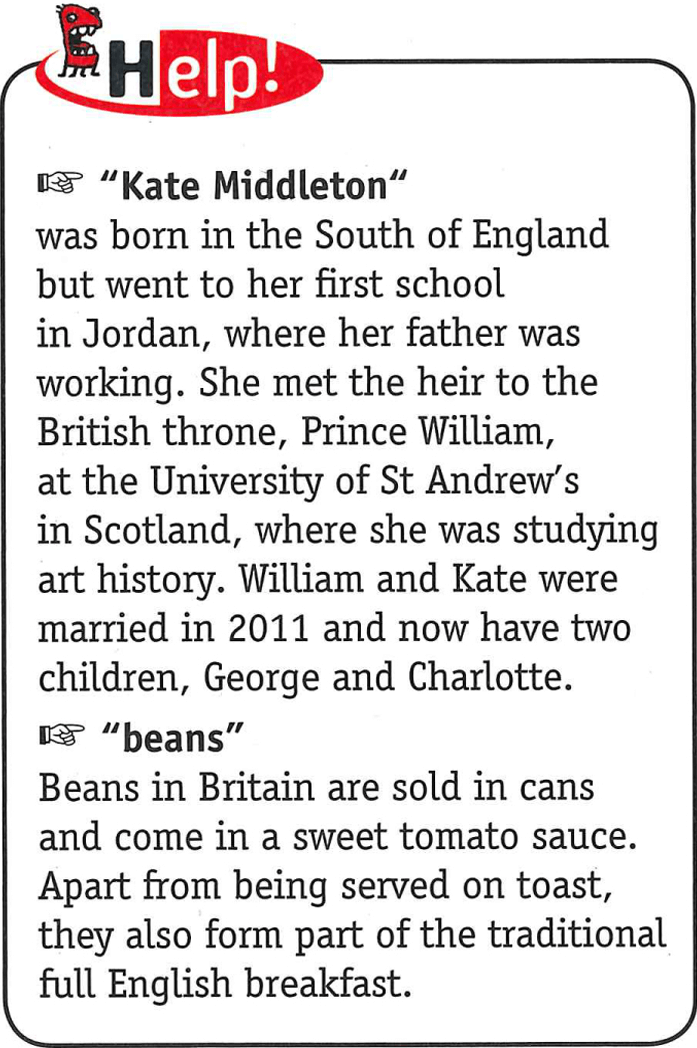 Help!
☞ “Kate Middleton“
was born in the South of England
but went to her first school
in Jordan, where her father was
working. She met the heir to the
British throne, Prince William,
at the University of St Andrew’s
in Scotland, where she was studying
art history. William and Kate were
married in 2011 and now have two
children, George and Charlotte.
☞ “beans”
Beans in Britain are sold in cans
and come in a sweet tomato sauce.
Apart from being served on toast,
they also form part of the traditional
full English breakfast.